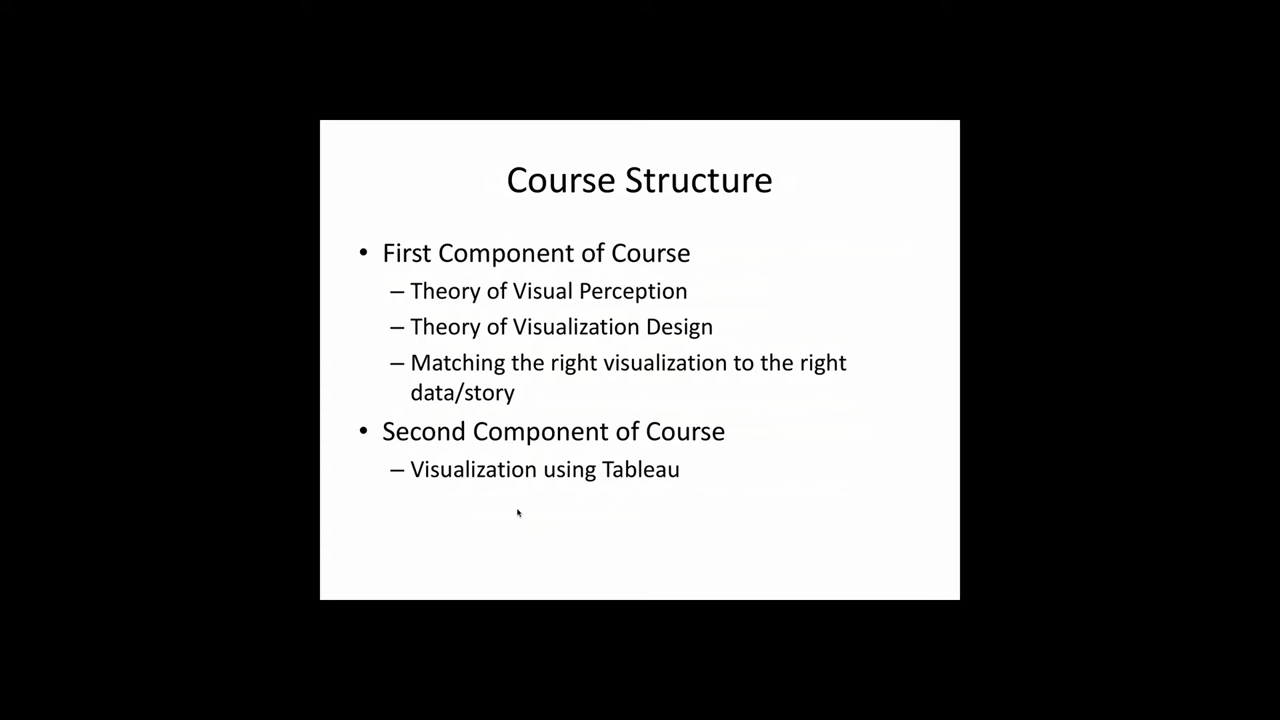 Course Structure
• First Component of Course
– Theory of Visual Perception
– Theory of Visualization Design
– Matching the right visualization to the right
data/story
• Second Component of Course
– Visualization using Tableau